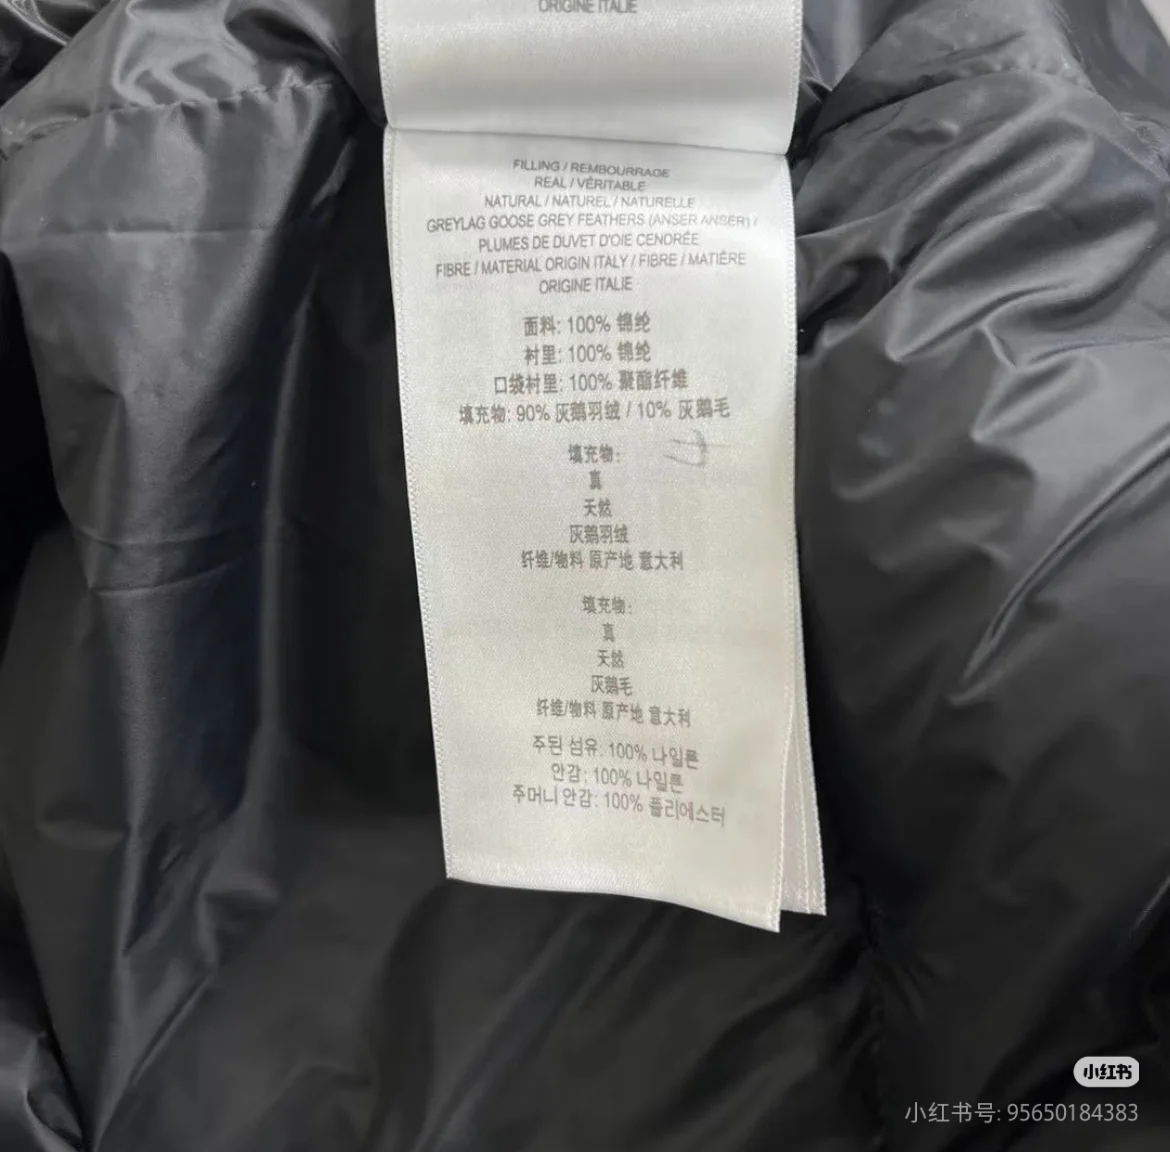 ORIGINE ITALIE
FILLING / REMBOURRAGE
REAL / VÉRITABLE
NATURAL / NATUREL / NATURELLE
GREYLAG GOOSE GREY FEATHERS (ANSER ANSER) /
PLUMES DE DUVET D'OIE CENDRÉE
FIBRE / MATERIAL ORIGIN ITALY / FIBRE / MATIÈRE
ORIGINE ITALIE
面料: 100% 锦纶
衬里: 100% 锦纶
口袋衬里: 100% 聚酯纤维
填充物: 90% 灰鹅羽绒 / 10% 灰鹅毛
填充物:
真
天然
灰鹅羽绒
纤维/物料 原产地 意大利
填充物:
真
天然
灰鹅毛
纤维/物料 原产地 意大利
주된 섬유. 100% 나일론
안감: 100% 나일론
주머니 안감: 100% 폴리에스터
小红书
小红书号: 95650184383